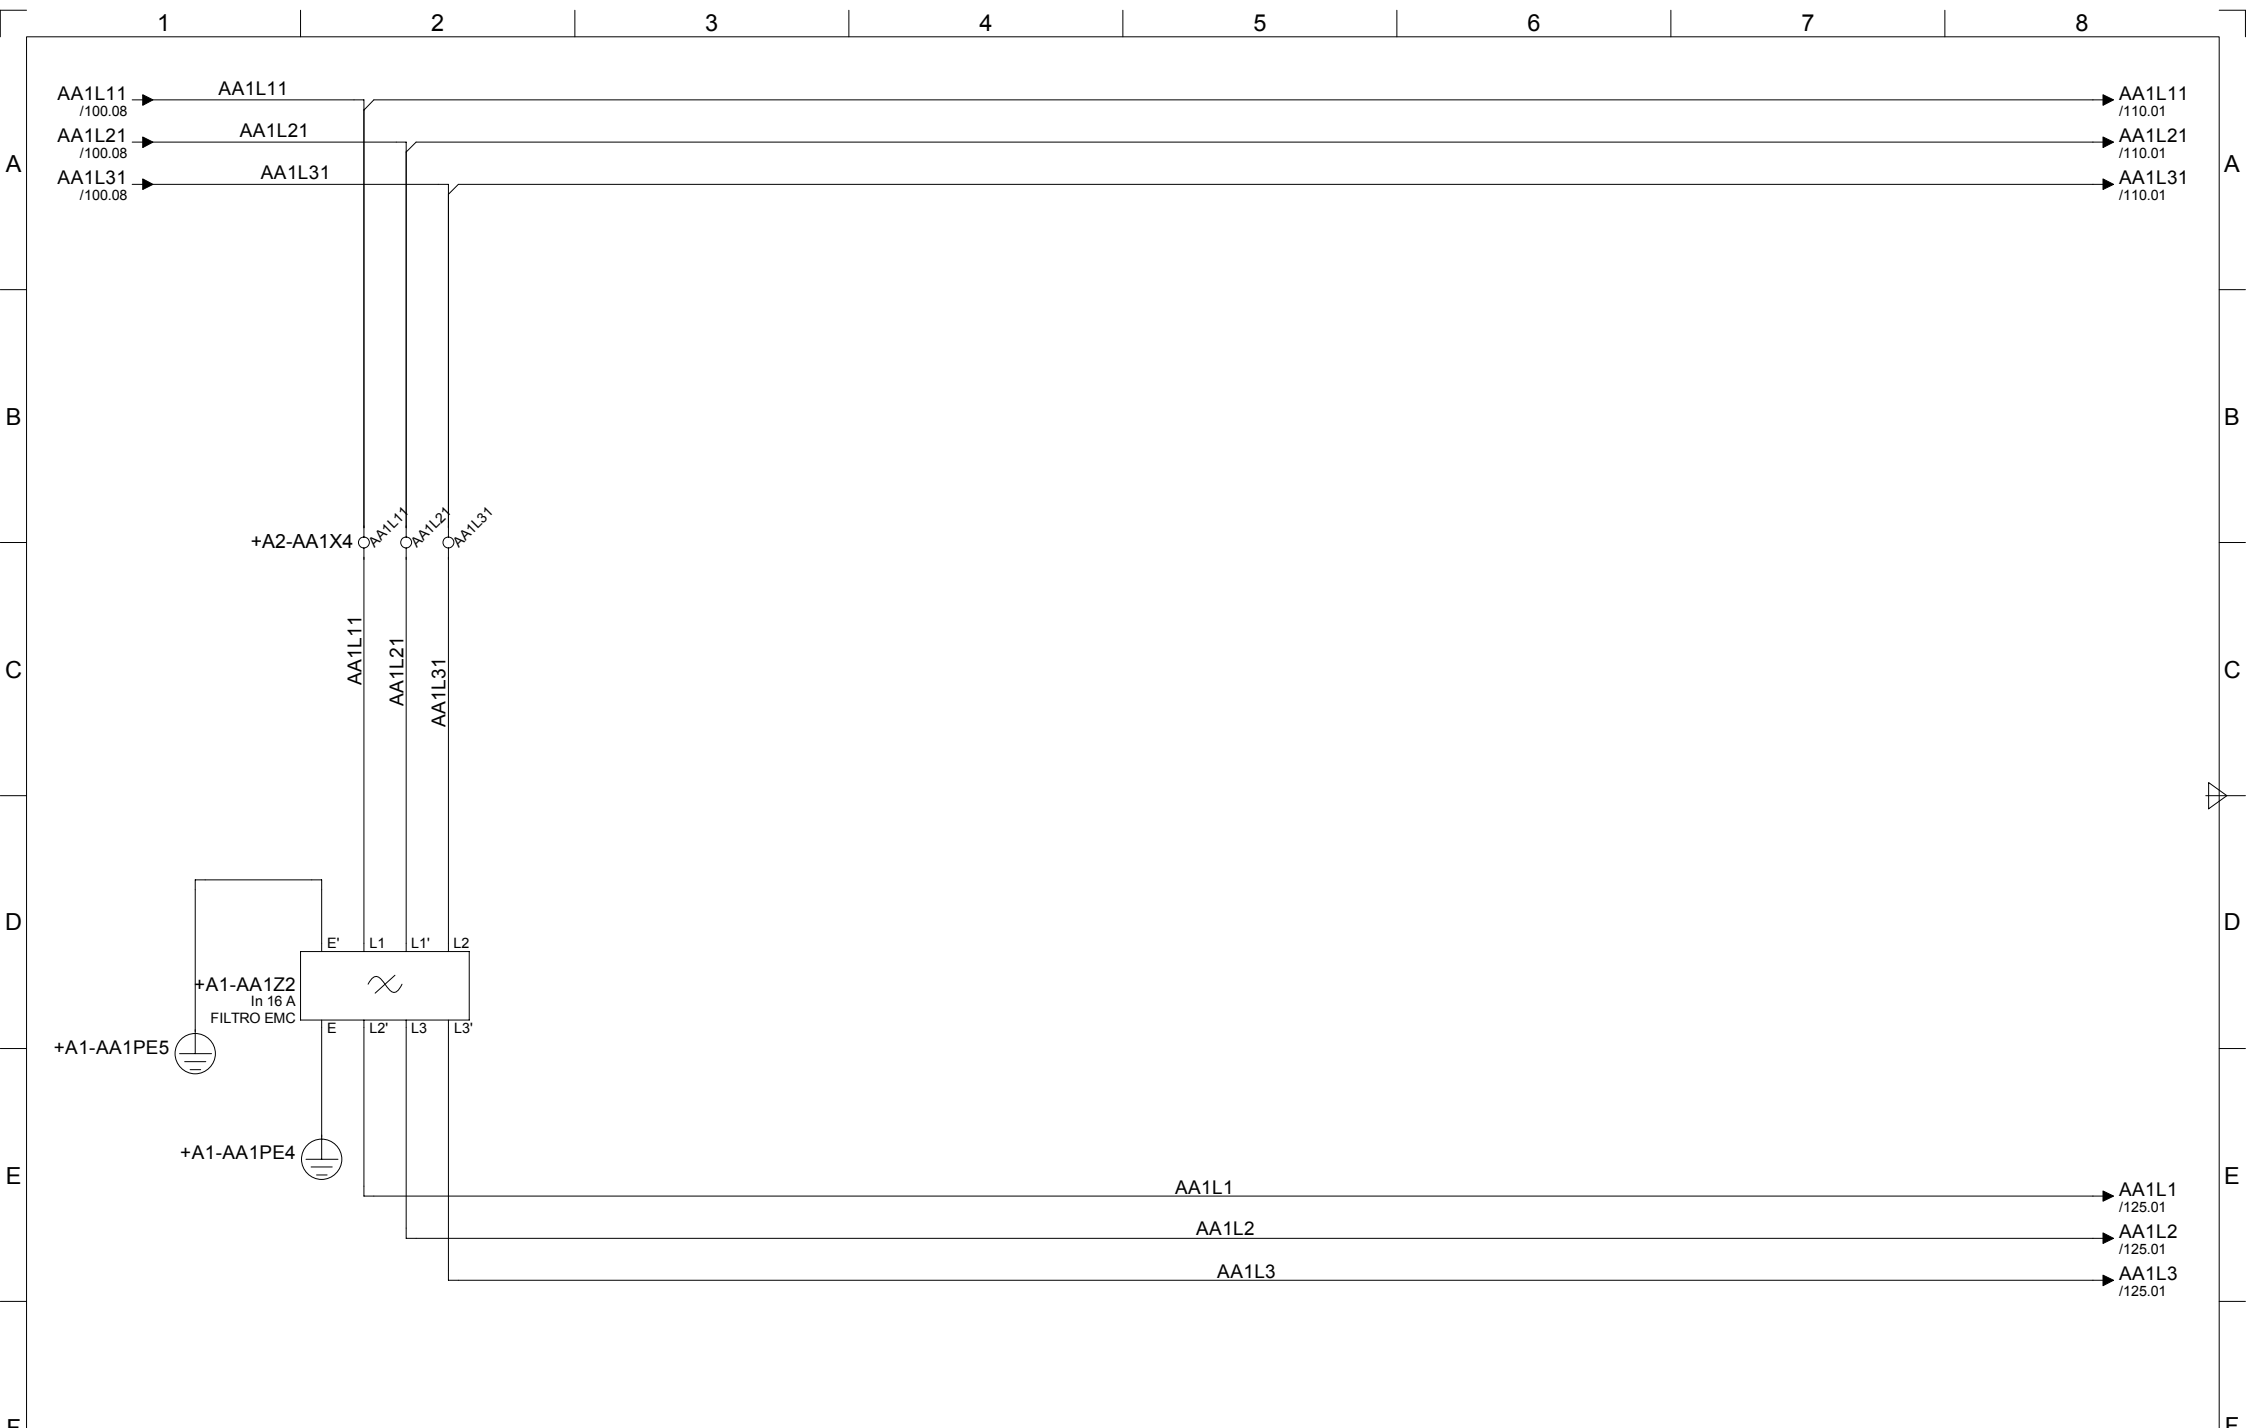 1 2 3 4 5 6 7 8
AA1L11 AA1L11 AA1L11
/100.08 /110.01
AA1L21 AA1L21 AA1L21
/100.08 /110.01
A A
AA1L31 AA1L31 AA1L31
/100.08 /110.01
B B
+A2-AA1X4 AA1L11 AA1L21 AA1L31
AA1L11
AA1L21
AA1L31
C C
D D
E' L1 L1' L2
+A1-AA1Z2
In 16 A
FILTRO EMC
E L2' L3 L3'
+A1-AA1PE5
+A1-AA1PE4
E E
AA1L1 AA1L1
/125.01
AA1L2 AA1L2
/125.01
AA1L3 AA1L3
/125.01
F F